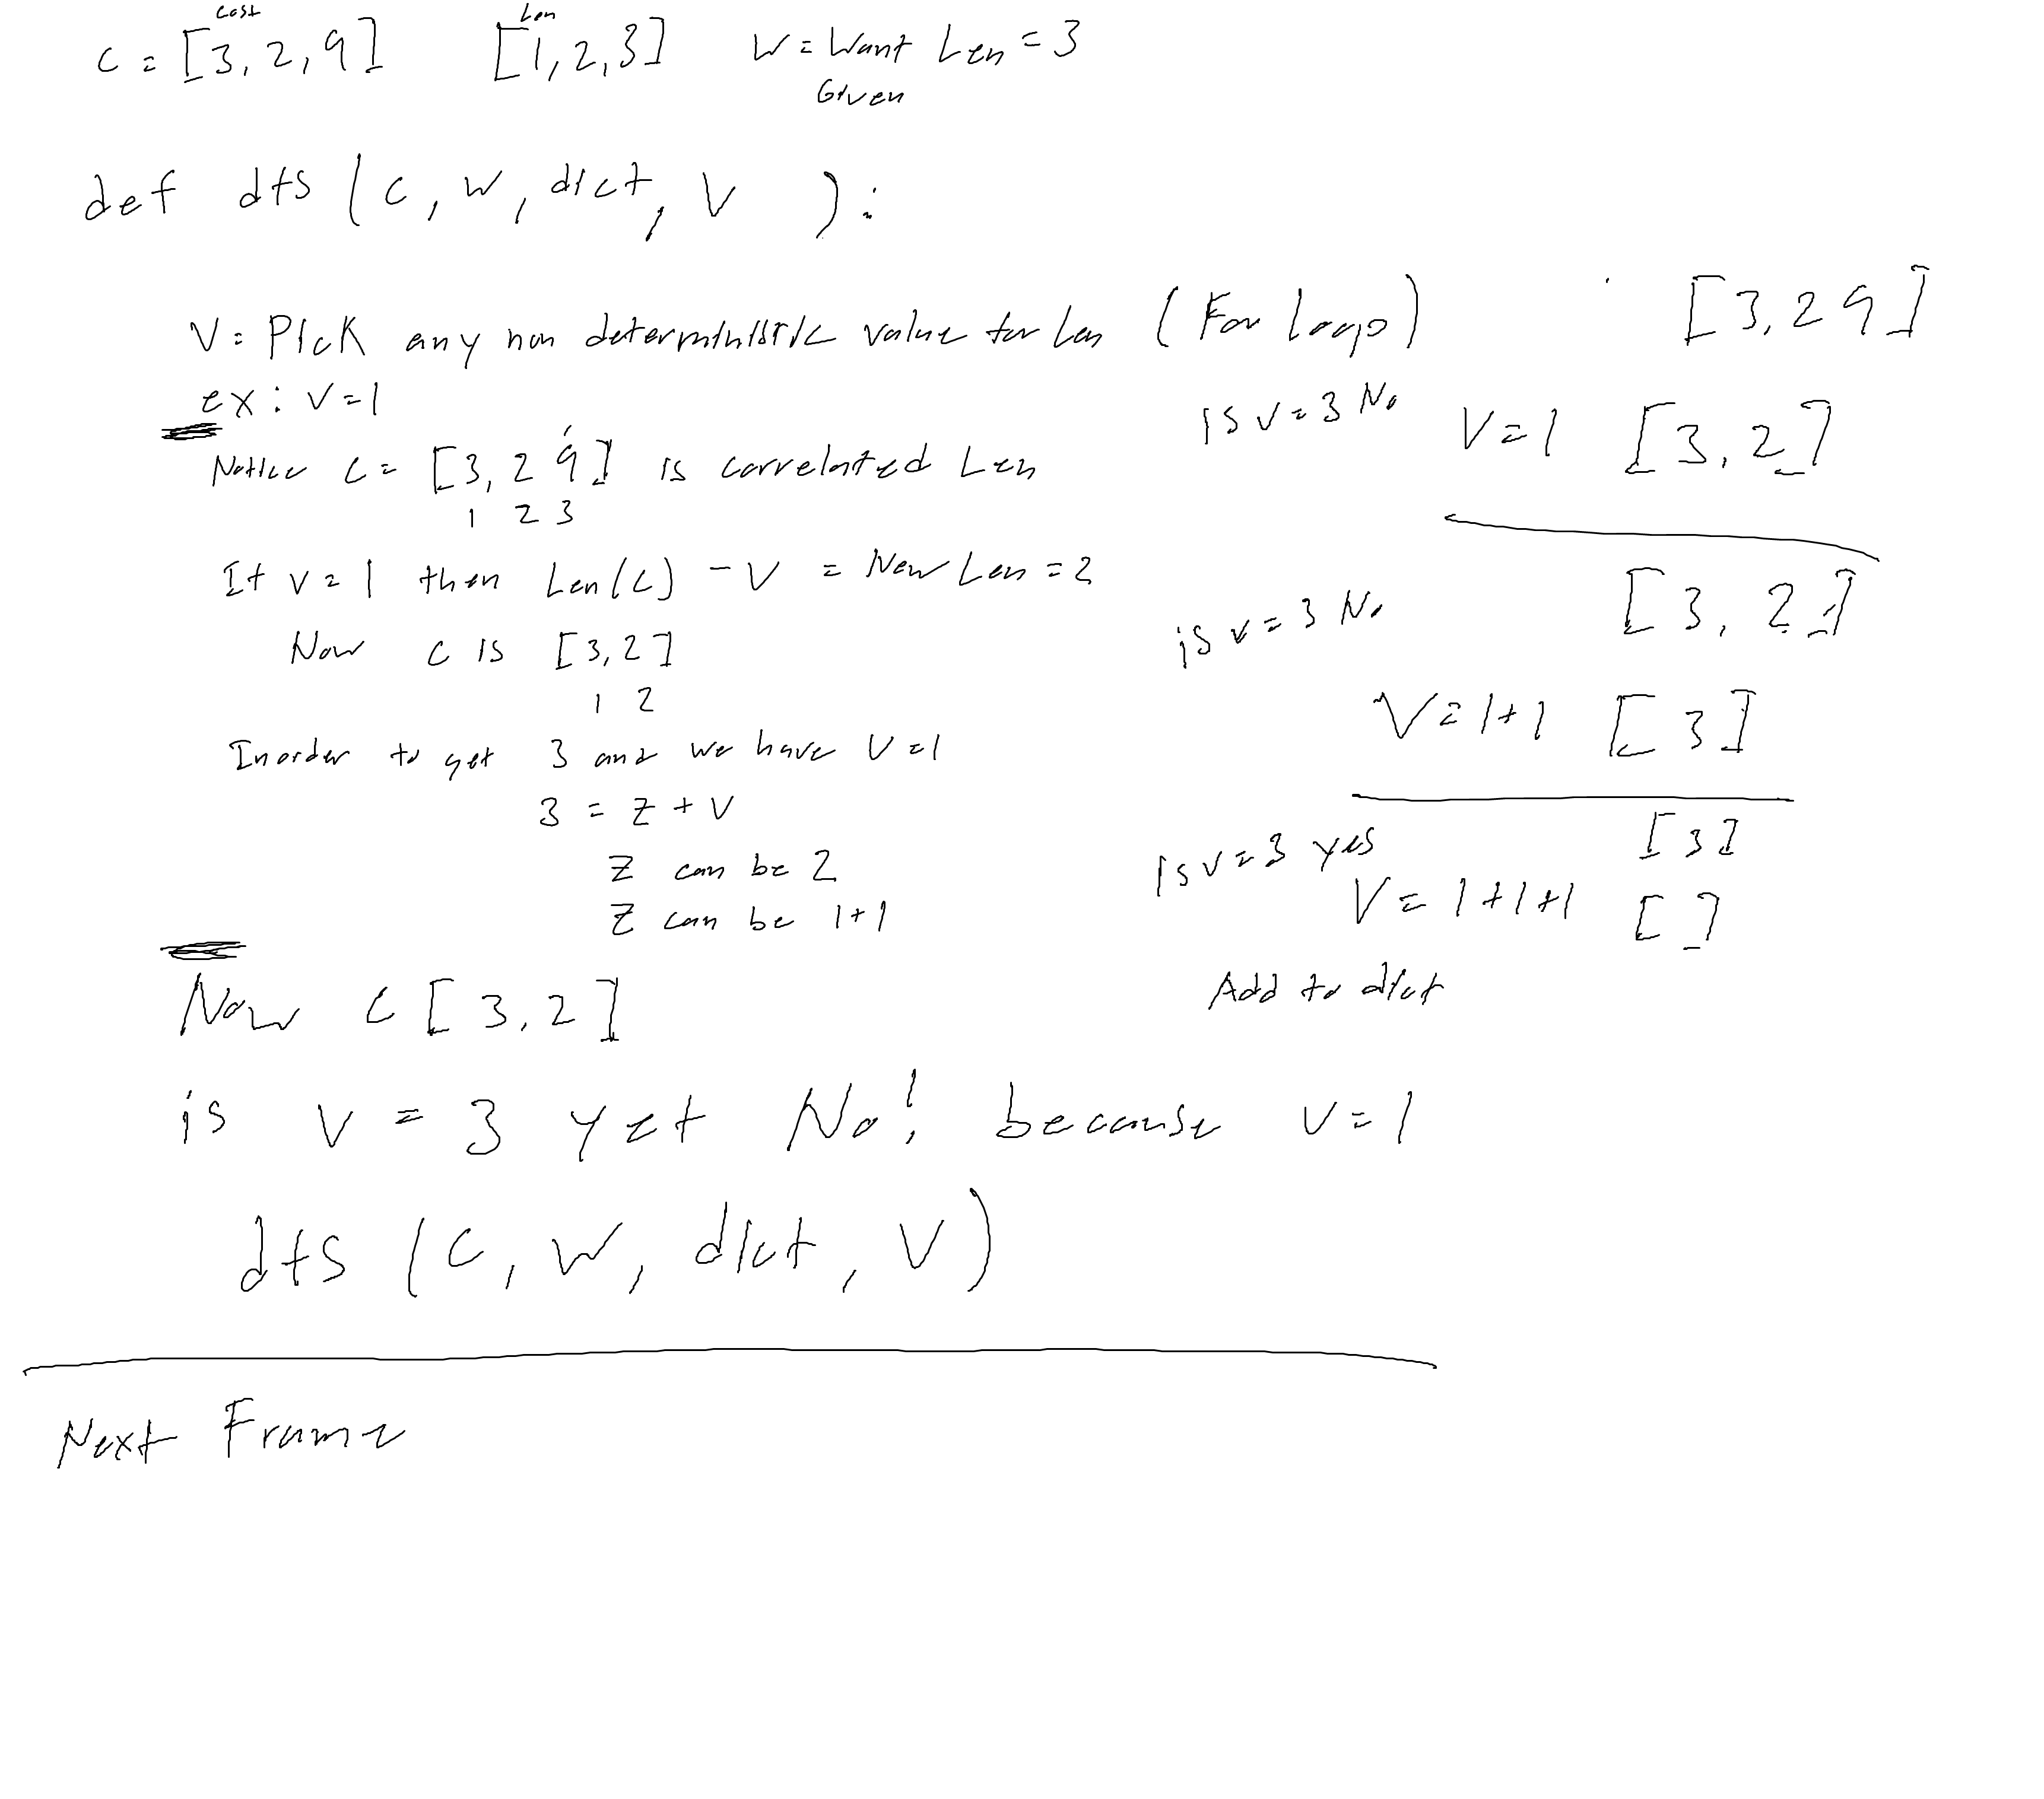 cost
Len
c = [3, 2, 9] [1, 2, 3] W = Want Len = 3
Given
def dfs (c, w, dict, V ):
V = Pick any non deterministic value for Len (For loop)
ex: V=1
Notice C = [3, 2 9] is correlated Len
1 2 3
If v = 1 then Len(c) - V = New Len = 2
Now c is [3, 2]
1 2
Inorder to get 3 and we have V = 1
3 = Z + V
Z can be 2
Z can be 1+1
Now C [3, 2]
is V = 3 yet No! because V=1
dfs (c, w, dict, V)
Next Frame
[3, 2 9]
is v = 3 No
V=1 [3, 2]
[3, 2]
is v = 3 No
V=1+1 [3]
[3]
is v = 3 yes
V = 1+1+1 [ ]
Add to dict